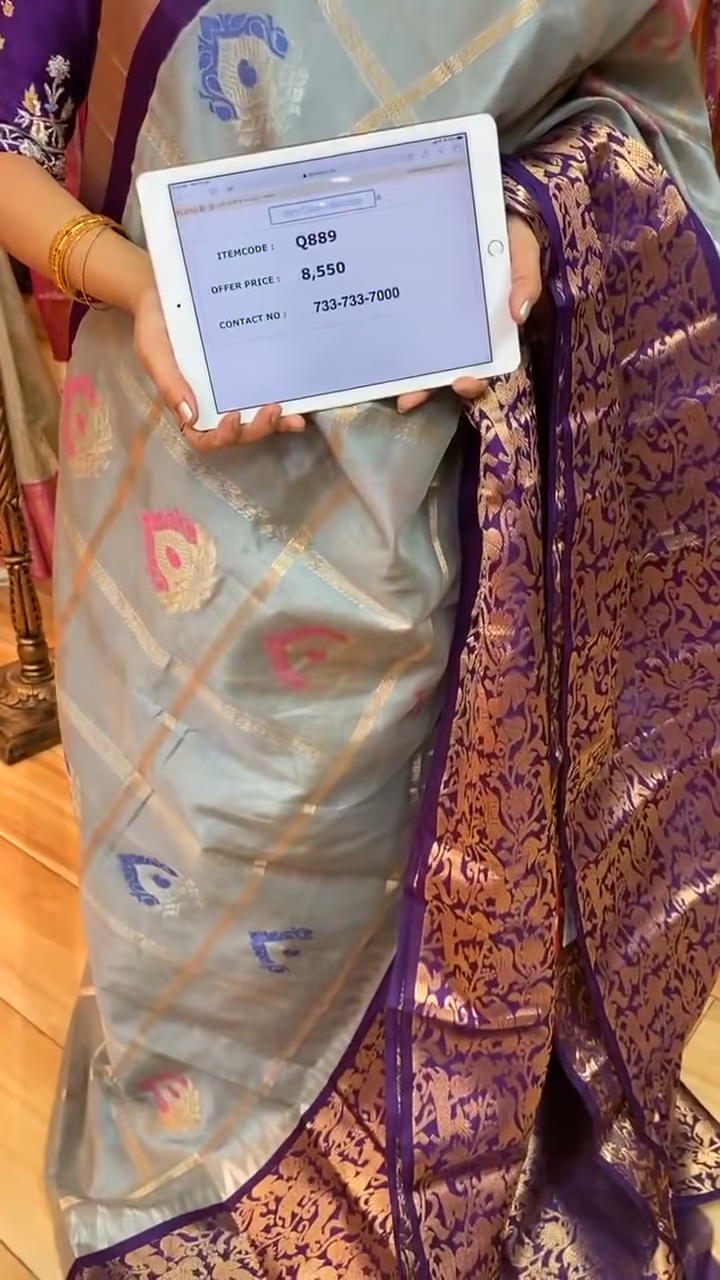 ITEMCODE : Q889
OFFER PRICE : 8,550
CONTACT NO : 733-733-7000